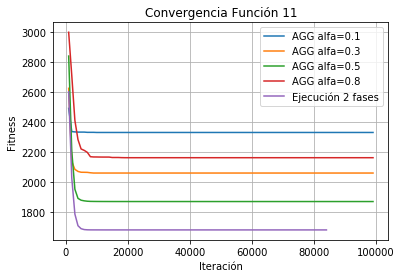 Convergencia Función 11
Fitness
3000
2800
2600
2400
2200
2000
1800
AGG alfa=0.1
AGG alfa=0.3
AGG alfa=0.5
AGG alfa=0.8
Ejecución 2 fases
0
20000
40000
60000
80000
100000
Iteración